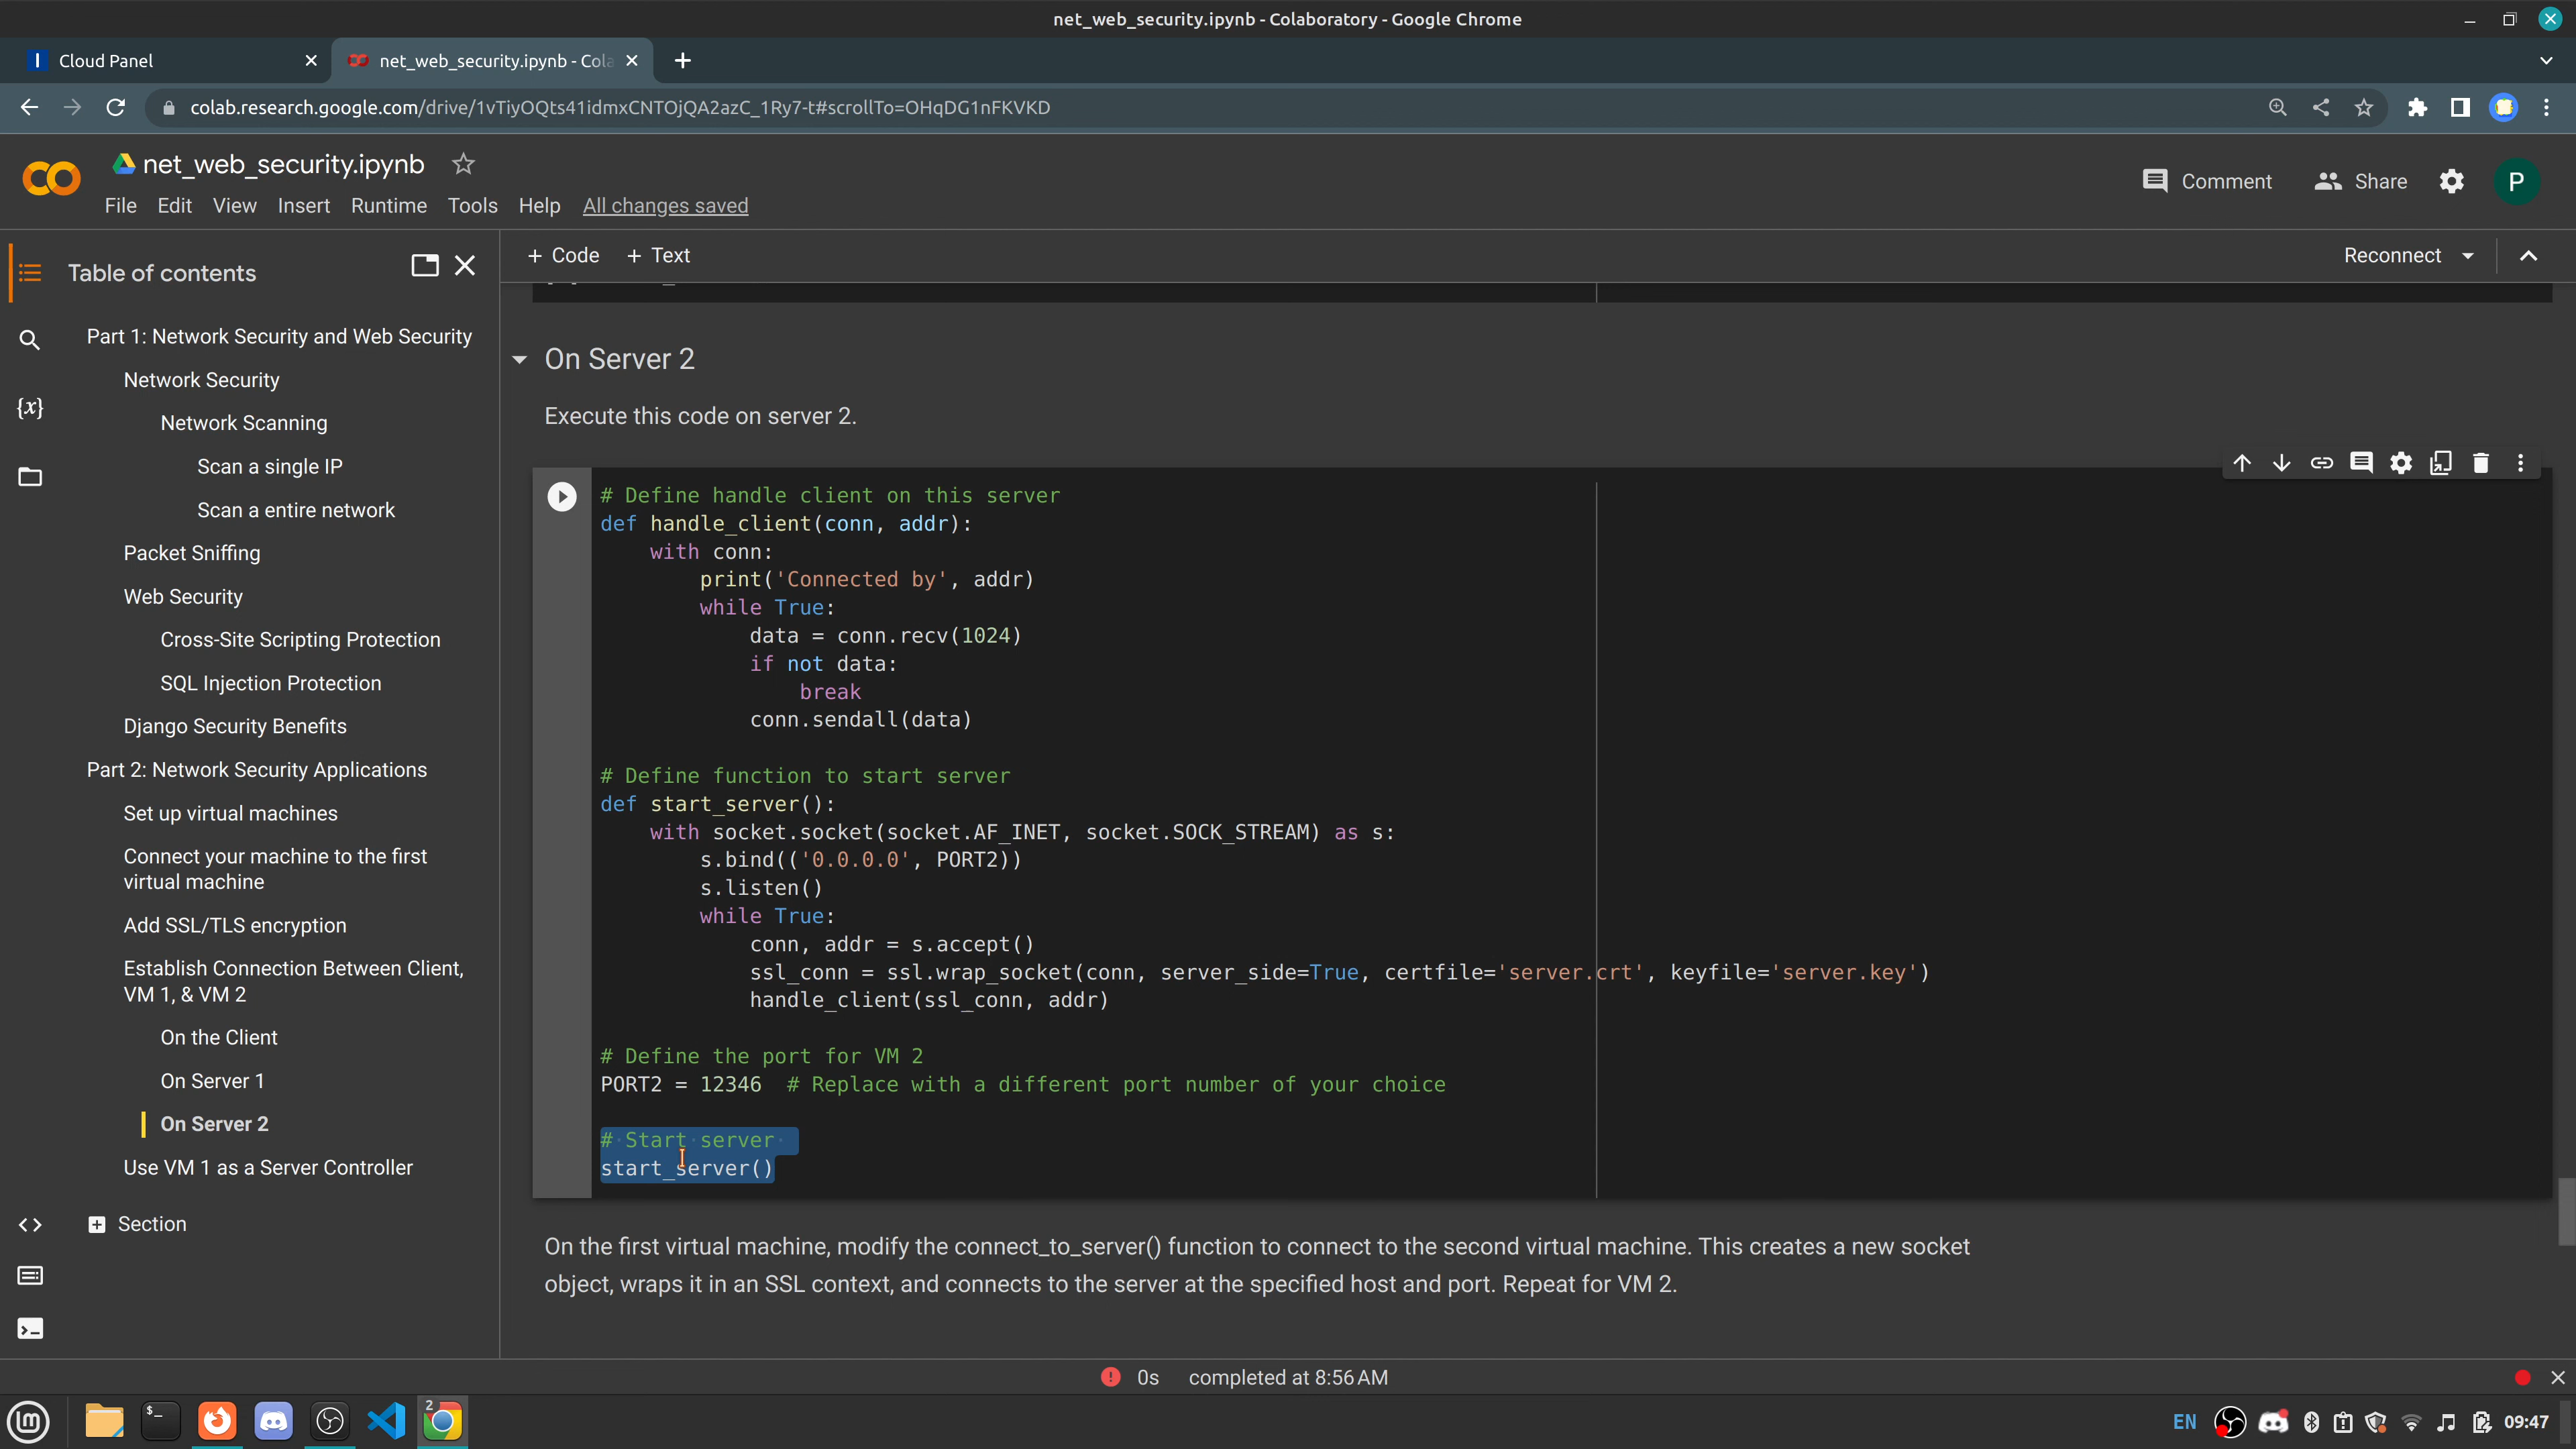 net_web_security.ipynb - Colaboratory - Google Chrome
Cloud Panel
net_web_security.ipynb - Cola
colab.research.google.com/drive/1vTiyOQts41idmxCNTOjQA2azC_1Ry7-t#scrollTo=OHqDG1nFKVKD
net_web_security.ipynb
Comment
Share
P
File Edit View Insert Runtime Tools Help All changes saved
Table of contents
+ Code + Text
Reconnect
Part 1: Network Security and Web Security
Network Security
Network Scanning
Scan a single IP
Scan a entire network
Packet Sniffing
Web Security
Cross-Site Scripting Protection
SQL Injection Protection
Django Security Benefits
Part 2: Network Security Applications
Set up virtual machines
Connect your machine to the first
virtual machine
Add SSL/TLS encryption
Establish Connection Between Client,
VM 1, & VM 2
On the Client
On Server 1
On Server 2
Use VM 1 as a Server Controller
Section
On Server 2
Execute this code on server 2.
# Define handle client on this server
def handle_client(conn, addr):
with conn:
print('Connected by', addr)
while True:
data = conn.recv(1024)
if not data:
break
conn.sendall(data)
# Define function to start server
def start_server():
with socket.socket(socket.AF_INET, socket.SOCK_STREAM) as s:
s.bind(('0.0.0.0', PORT2))
s.listen()
while True:
conn, addr = s.accept()
ssl_conn = ssl.wrap_socket(conn, server_side=True, certfile='server.crt', keyfile='server.key')
handle_client(ssl_conn, addr)
# Define the port for VM 2
PORT2 = 12346 # Replace with a different port number of your choice
# Start server
start_server()
On the first virtual machine, modify the connect_to_server() function to connect to the second virtual machine. This creates a new socket
object, wraps it in an SSL context, and connects to the server at the specified host and port. Repeat for VM 2.
0s completed at 8:56 AM
2
EN
09:47